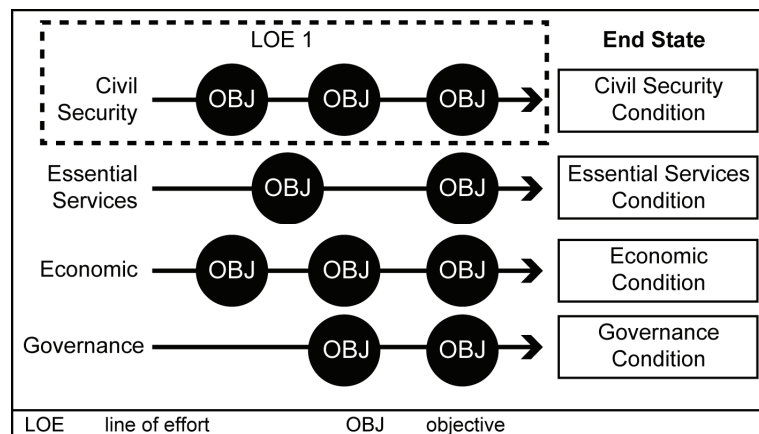 LOE 1
End State
Civil
Security
OBJ
OBJ
OBJ
Civil Security
Condition
Essential
Services
OBJ
OBJ
Essential Services
Condition
Economic
OBJ
OBJ
OBJ
Economic
Condition
Governance
OBJ
OBJ
Governance
Condition
LOE line of effort OBJ objective